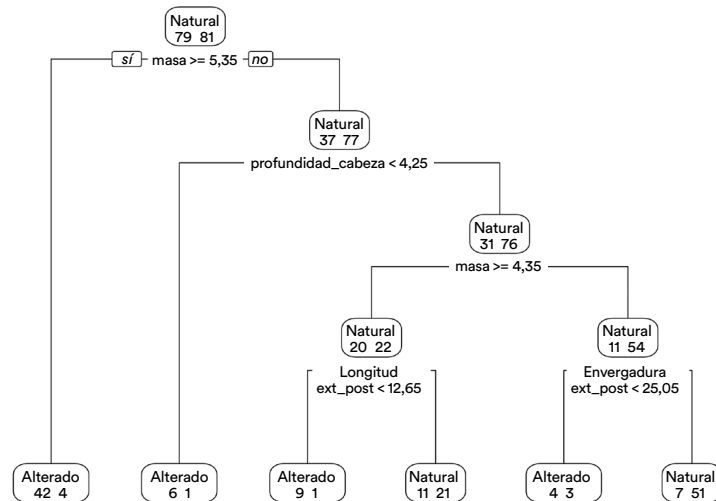 Natural
79 81
sí masa >= 5,35 no
Natural
37 77
profundidad_cabeza < 4,25
Natural
31 76
masa >= 4,35
Natural
20 22
Natural
11 54
Longitud
ext_post < 12,65
Envergadura
ext_post < 25,05
Alterado
42 4
Alterado
6 1
Alterado
9 1
Natural
11 21
Alterado
4 3
Natural
7 51